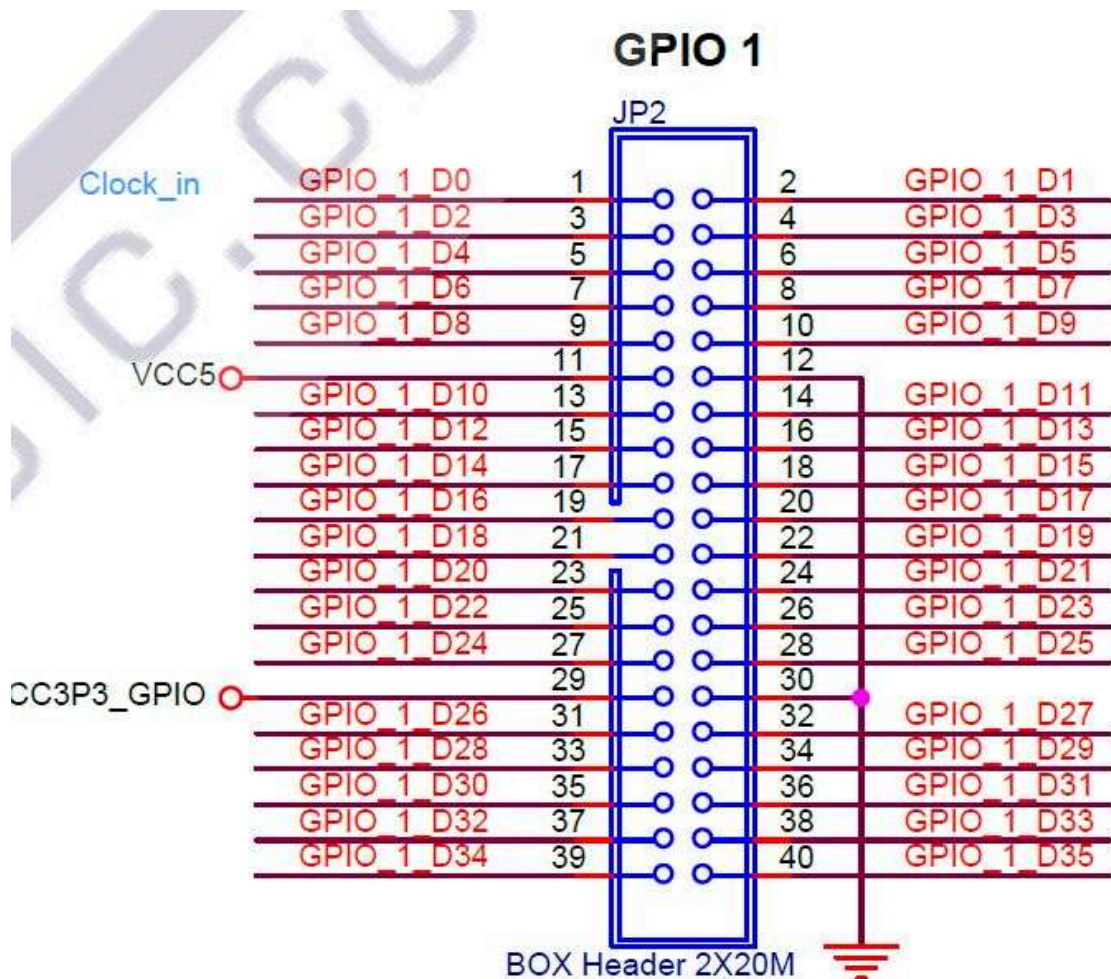 GPIO 1
JP2
Clock_in GPIO_1_D0 1 2 GPIO_1_D1
GPIO_1_D2 3 4 GPIO_1_D3
GPIO_1_D4 5 6 GPIO_1_D5
GPIO_1_D6 7 8 GPIO_1_D7
GPIO_1_D8 9 10 GPIO_1_D9
VCC5 11 12
GPIO_1_D10 13 14 GPIO_1_D11
GPIO_1_D12 15 16 GPIO_1_D13
GPIO_1_D14 17 18 GPIO_1_D15
GPIO_1_D16 19 20 GPIO_1_D17
GPIO_1_D18 21 22 GPIO_1_D19
GPIO_1_D20 23 24 GPIO_1_D21
GPIO_1_D22 25 26 GPIO_1_D23
GPIO_1_D24 27 28 GPIO_1_D25
CC3P3_GPIO 29 30
GPIO_1_D26 31 32 GPIO_1_D27
GPIO_1_D28 33 34 GPIO_1_D29
GPIO_1_D30 35 36 GPIO_1_D31
GPIO_1_D32 37 38 GPIO_1_D33
GPIO_1_D34 39 40 GPIO_1_D35
BOX Header 2X20M